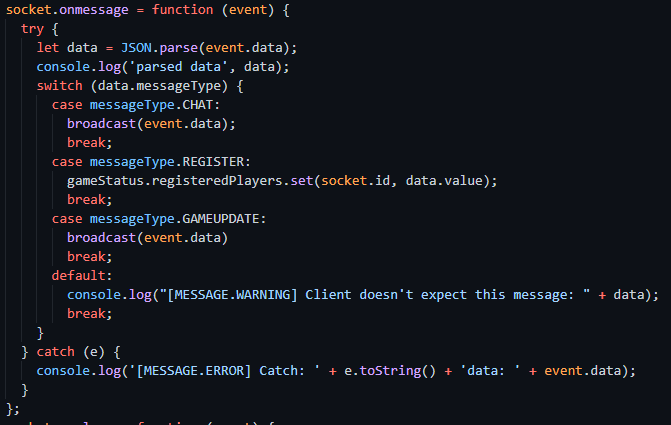 socket.onmessage = function (event) {
  try {
    let data = JSON.parse(event.data);
    console.log('parsed data', data);
    switch (data.messageType) {
      case messageType.CHAT:
        broadcast(event.data);
        break;
      case messageType.REGISTER:
        gameStatus.registeredPlayers.set(socket.id, data.value);
        break;
      case messageType.GAMEUPDATE:
        broadcast(event.data)
        break;
      default:
        console.log("[MESSAGE.WARNING] Client doesn't expect this message: " + data);
        break;
    }
  } catch (e) {
    console.log('[MESSAGE.ERROR] Catch: ' + e.toString() + 'data: ' + event.data);
  }
};